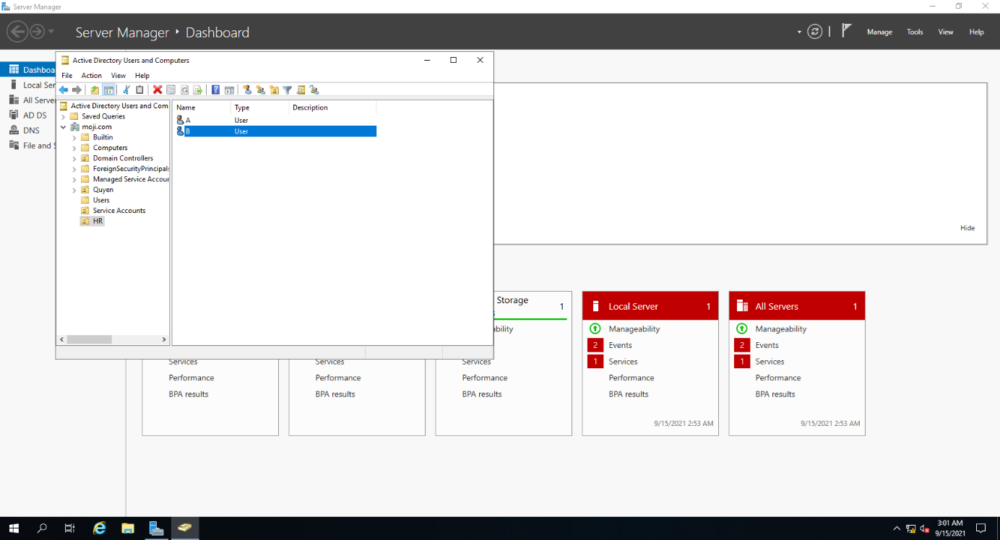 Server Manager
Server Manager ‣ Dashboard
Manage Tools View Help
Dashboa
Local Ser
All Serve
AD DS
DNS
File and S
Active Directory Users and Computers
File Action View Help
Active Directory Users and Com
Saved Queries
moji.com
Builtin
Computers
Domain Controllers
ForeignSecurityPrincipals
Managed Service Accoun
Quyen
Users
Service Accounts
HR
Name Type Description
A User
B User
Hide
Services
Performance
BPA results
Services
Performance
BPA results
Storage 1
ability
Services
Performance
BPA results
Local Server 1
Manageability
2 Events
1 Services
Performance
BPA results
9/15/2021 2:53 AM
All Servers 1
Manageability
2 Events
1 Services
Performance
BPA results
9/15/2021 2:53 AM
3:01 AM
9/15/2021